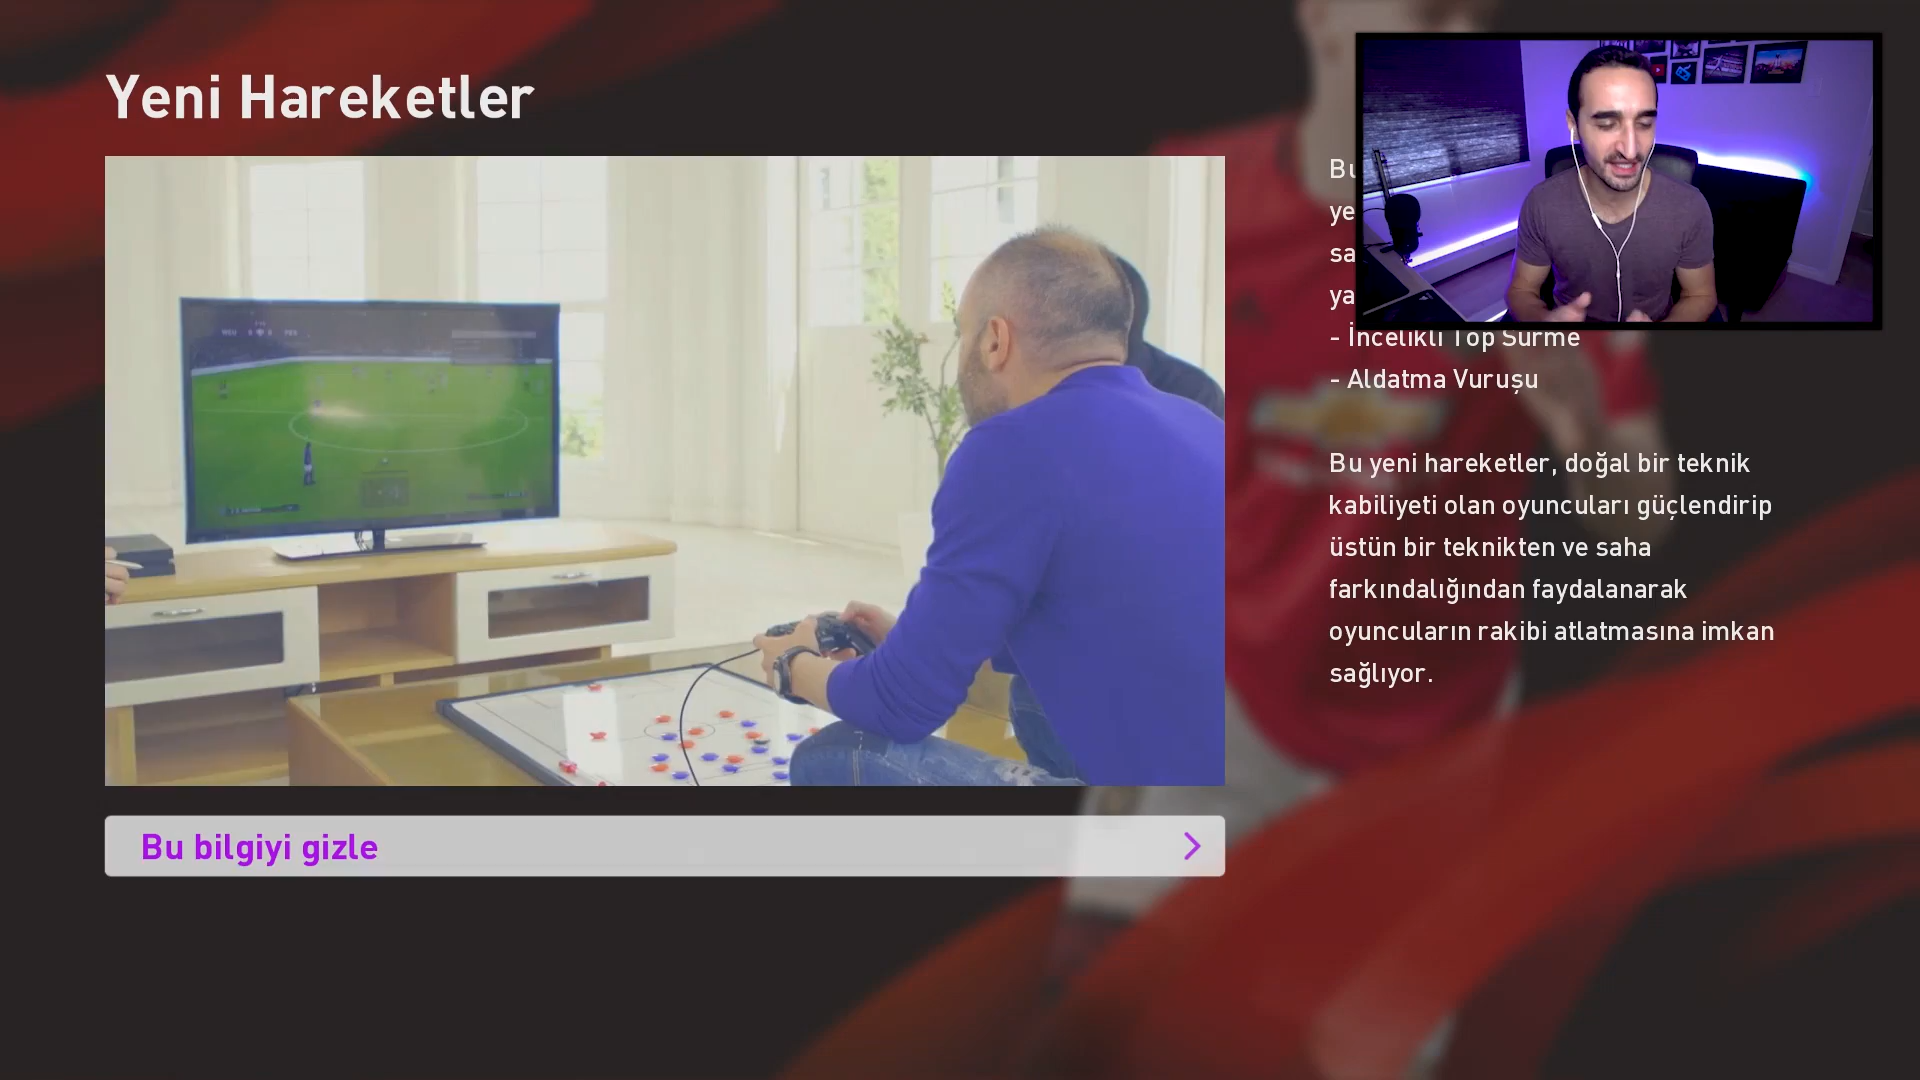 Yeni Hareketler
- İncelikli Top Sürme
- Aldatma Vuruşu
Bu yeni hareketler, doğal bir teknik
kabiliyeti olan oyuncuları güçlendirip
üstün bir teknikten ve saha
farkındalığından faydalanarak
oyuncuların rakibi atlatmasına imkan
sağlıyor.
Bu bilgiyi gizle